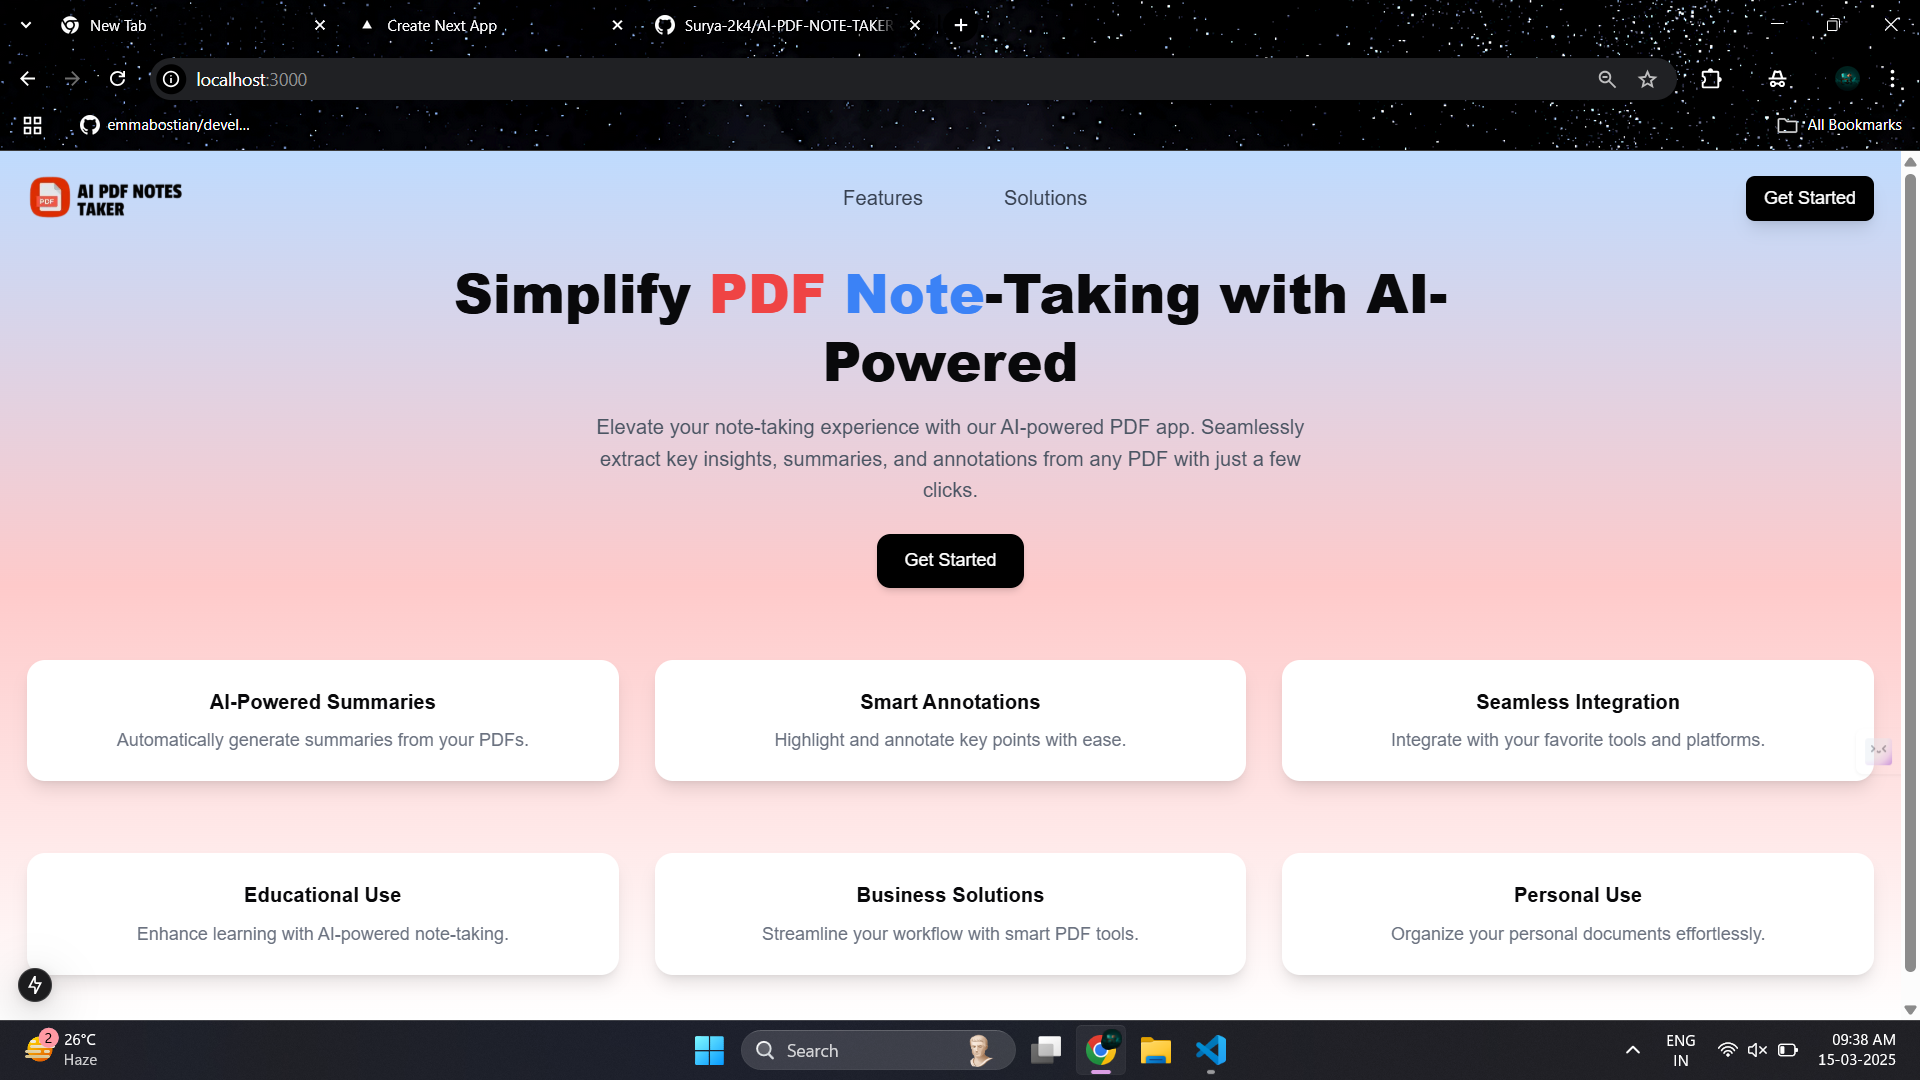 New Tab
Create Next App
Surya-2k4/AI-PDF-NOTE-TAKER
localhost:3000
emmabostian/devel...
All Bookmarks
PDF
AI PDF NOTES
TAKER
Features
Solutions
Get Started
Simplify PDF Note-Taking with AI-
Powered
Elevate your note-taking experience with our AI-powered PDF app. Seamlessly
extract key insights, summaries, and annotations from any PDF with just a few
clicks.
Get Started
AI-Powered Summaries
Automatically generate summaries from your PDFs.
Smart Annotations
Highlight and annotate key points with ease.
Seamless Integration
Integrate with your favorite tools and platforms.
Educational Use
Enhance learning with AI-powered note-taking.
Business Solutions
Streamline your workflow with smart PDF tools.
Personal Use
Organize your personal documents effortlessly.
2
26°C
Haze
Search
ENG
IN
09:38 AM
15-03-2025